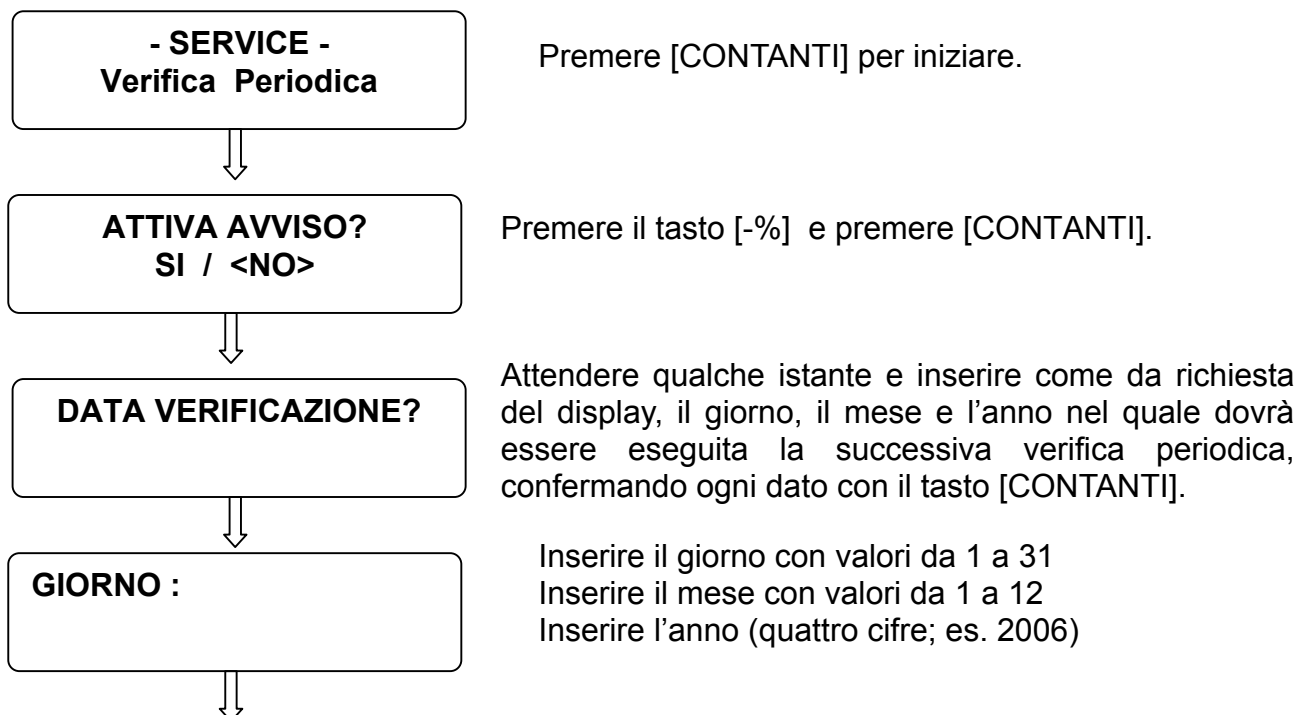 - SERVICE -
Verifica Periodica
Premere [CONTANTI] per iniziare.
ATTIVA AVVISO?
SI / <NO>
Premere il tasto [-%] e premere [CONTANTI].
DATA VERIFICAZIONE?
Attendere qualche istante e inserire come da richiesta
del display, il giorno, il mese e l’anno nel quale dovrà
essere eseguita la successiva verifica periodica,
confermando ogni dato con il tasto [CONTANTI].
GIORNO :
Inserire il giorno con valori da 1 a 31
Inserire il mese con valori da 1 a 12
Inserire l’anno (quattro cifre; es. 2006)